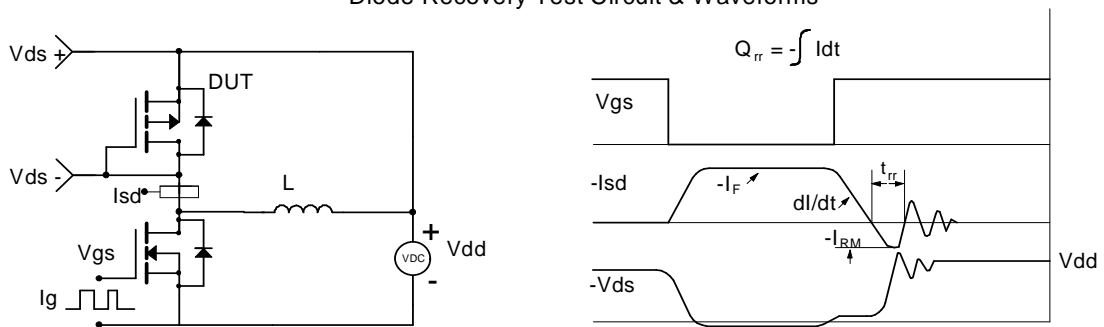 Diode Recovery Test Circuit & Waveforms
Vds +
DUT
Vds -
Isd
L
Vgs
Ig
VDC
+
-
Vdd
Q rr = -∫ Idt
Vgs
-Isd
-I F
dI/dt
t rr
-I RM
Vdd
-Vds